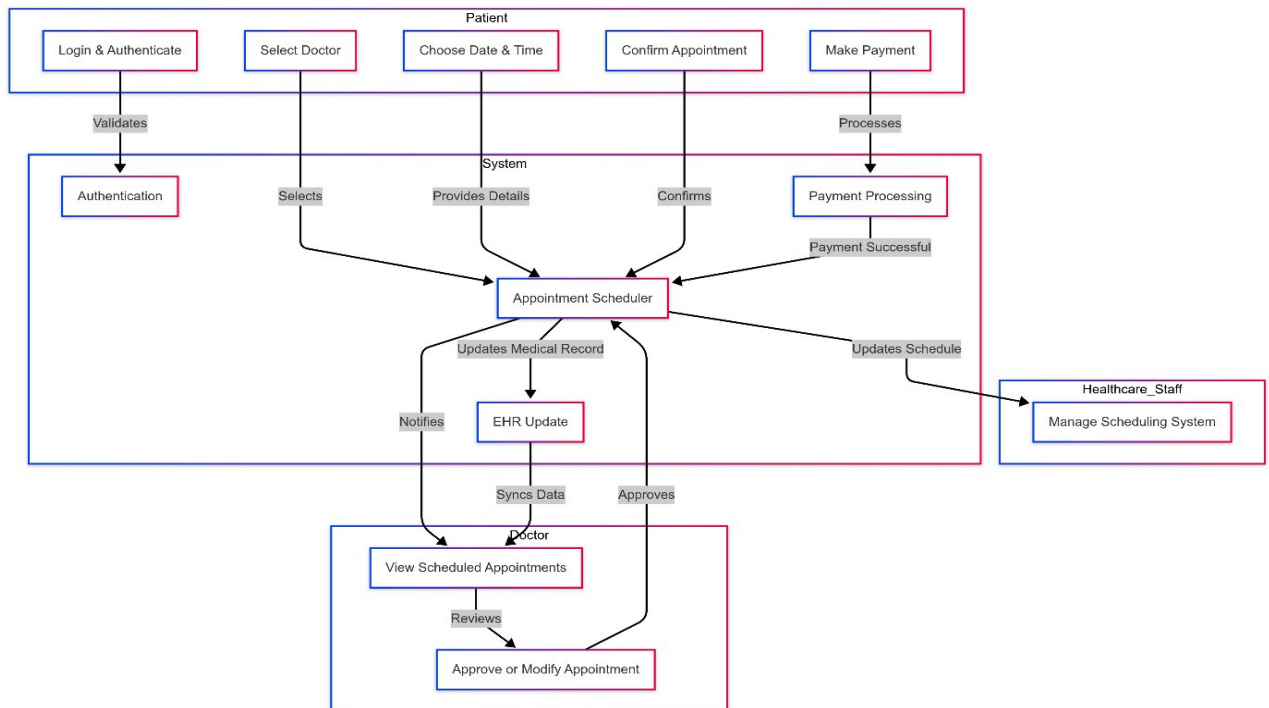 Patient
Login & Authenticate
Select Doctor
Choose Date & Time
Confirm Appointment
Make Payment
Validates
Processes
System
Authentication
Selects
Provides Details
Confirms
Payment Processing
Payment Successful
Appointment Scheduler
Updates Medical Record
Updates Schedule
Healthcare_Staff
Notifies
EHR Update
Manage Scheduling System
Syncs Data
Approves
Doctor
View Scheduled Appointments
Reviews
Approve or Modify Appointment